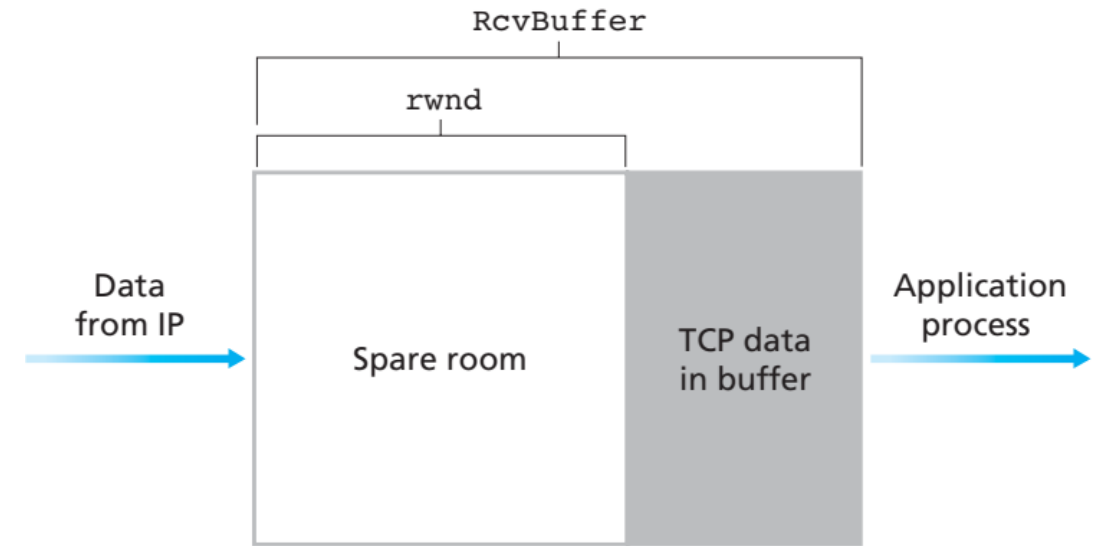 RcvBuffer
rwnd
Data
from IP
Spare room
TCP data
in buffer
Application
process